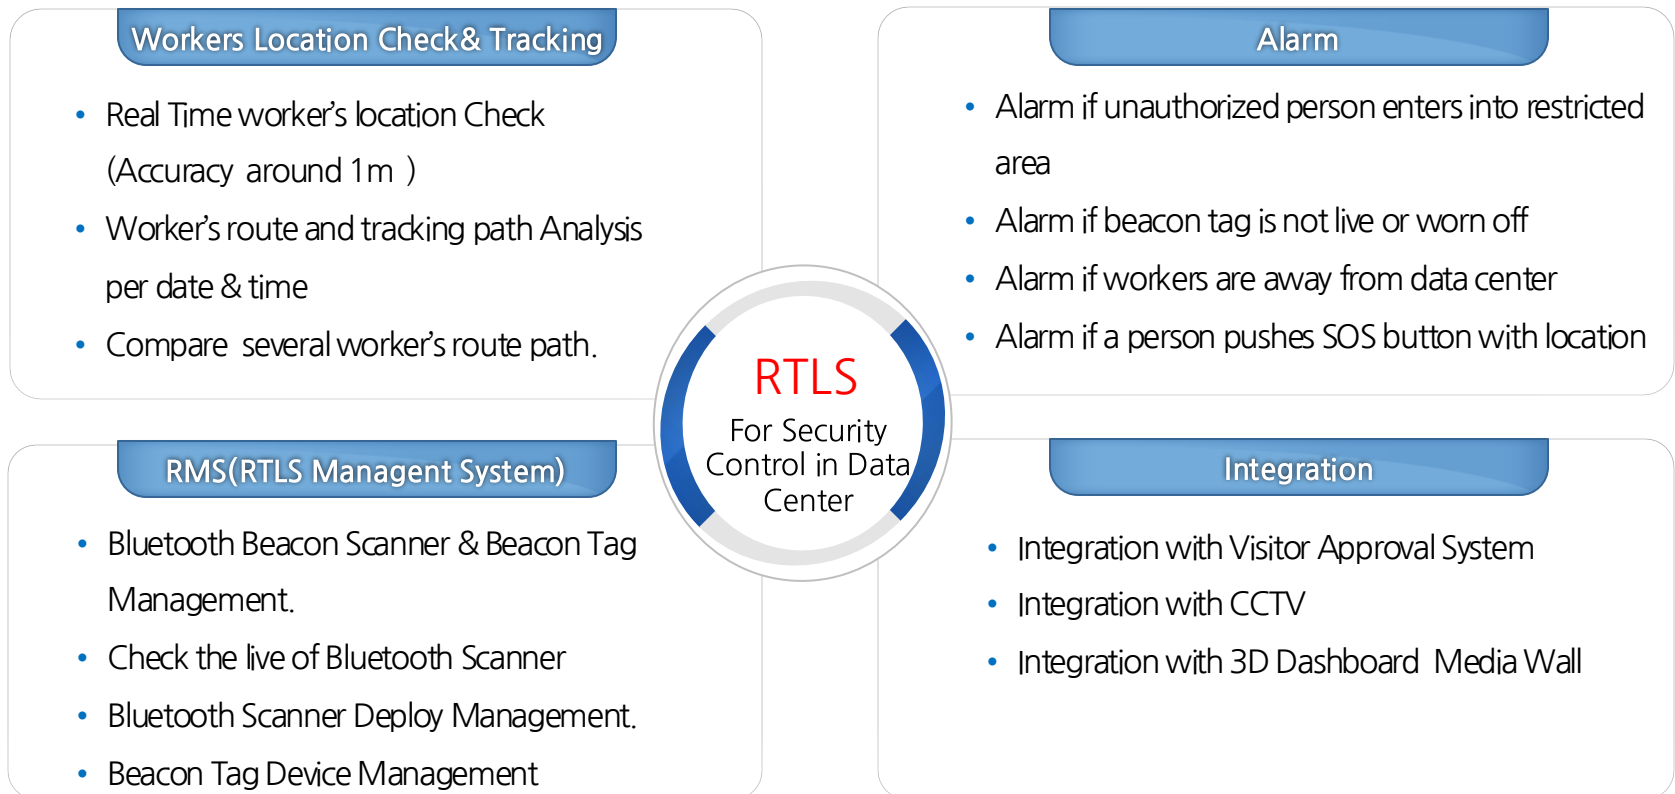 Workers Location Check& Tracking
• Real Time worker's location Check
(Accuracy around 1m )
• Worker's route and tracking path Analysis
per date & time
• Compare several worker's route path.
Alarm
• Alarm if unauthorized person enters into restricted
area
• Alarm if beacon tag is not live or worn off
• Alarm if workers are away from data center
• Alarm if a person pushes SOS button with location
RTLS
For Security
Control in Data
Center
RMS(RTLS Managent System)
• Bluetooth Beacon Scanner & Beacon Tag
Management.
• Check the live of Bluetooth Scanner
• Bluetooth Scanner Deploy Management.
• Beacon Tag Device Management
Integration
• Integration with Visitor Approval System
• Integration with CCTV
• Integration with 3D Dashboard Media Wall